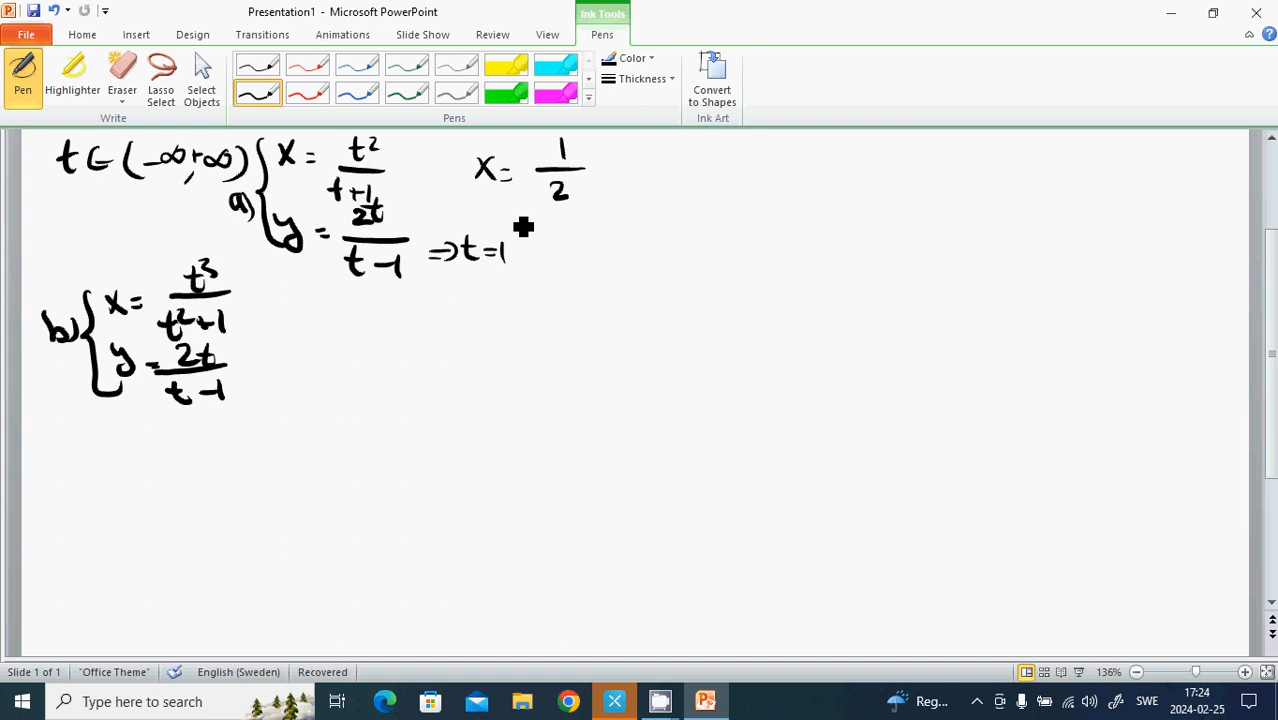 Presentation1 - Microsoft PowerPoint
Ink Tools
File Home Insert Design Transitions Animations Slide Show Review View Pens
Pen Highlighter Eraser Lasso Select Select Objects
Color
Thickness
Convert to Shapes
Write Pens Ink Art
t∈(-∞,+∞)
a) x = t²/(t+1)
x = 1/2
y = 2t/(t-1) ⇒ t=1
b) x = t³/(t²+1)
y = 2t/(t-1)
Slide 1 of 1 "Office Theme" English (Sweden) Recovered 136%
Type here to search
Reg...
SWE
17:24
2024-02-25